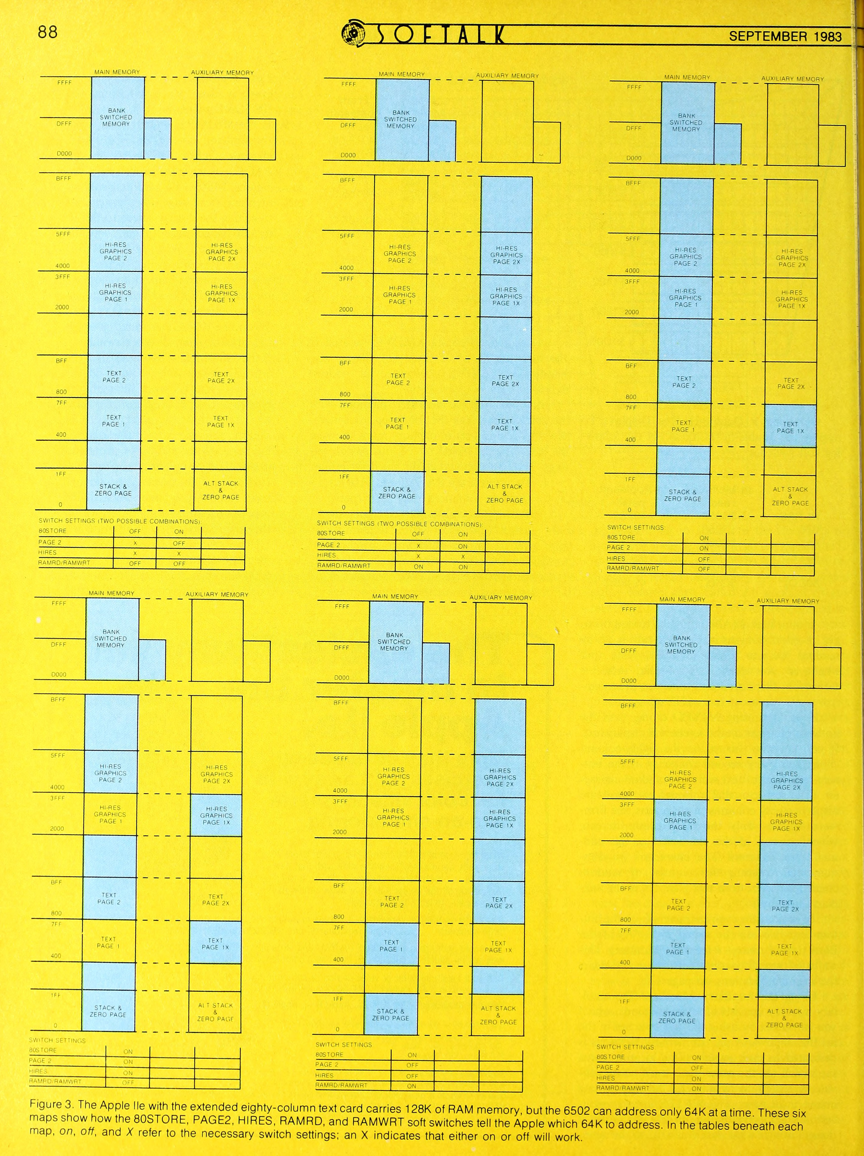 88
SOFTALK
SEPTEMBER 1983
MAIN MEMORY
AUXILIARY MEMORY
FFFF
BANK
SWITCHED
MEMORY
DFFF
D000
BFFF
5FFF
HI-RES
GRAPHICS
PAGE 2
HI-RES
GRAPHICS
PAGE 2X
4000
3FFF
HI-RES
GRAPHICS
PAGE 1
HI-RES
GRAPHICS
PAGE 1X
2000
BFF
TEXT
PAGE 2
TEXT
PAGE 2X
800
7FF
TEXT
PAGE 1
TEXT
PAGE 1X
400
1FF
STACK &
ZERO PAGE
ALT STACK
&
ZERO PAGE
0
SWITCH SETTINGS (TWO POSSIBLE COMBINATIONS)
80STORE OFF ON
PAGE 2 X OFF
HIRES X X
RAMRD/RAMWRT OFF OFF
MAIN MEMORY
AUXILIARY MEMORY
FFFF
BANK
SWITCHED
MEMORY
DFFF
D000
BFFF
5FFF
HI-RES
GRAPHICS
PAGE 2
HI-RES
GRAPHICS
PAGE 2X
4000
3FFF
HI-RES
GRAPHICS
PAGE 1
HI-RES
GRAPHICS
PAGE 1X
2000
BFF
TEXT
PAGE 2
TEXT
PAGE 2X
800
7FF
TEXT
PAGE 1
TEXT
PAGE 1X
400
1FF
STACK &
ZERO PAGE
ALT STACK
&
ZERO PAGE
0
SWITCH SETTINGS (TWO POSSIBLE COMBINATIONS)
80STORE OFF ON
PAGE 2 X ON
HIRES X X
RAMRD/RAMWRT ON ON
MAIN MEMORY
AUXILIARY MEMORY
FFFF
BANK
SWITCHED
MEMORY
DFFF
D000
BFFF
5FFF
HI-RES
GRAPHICS
PAGE 2
HI-RES
GRAPHICS
PAGE 2X
4000
3FFF
HI-RES
GRAPHICS
PAGE 1
HI-RES
GRAPHICS
PAGE 1X
2000
BFF
TEXT
PAGE 2
TEXT
PAGE 2X
800
7FF
TEXT
PAGE 1
TEXT
PAGE 1X
400
1FF
STACK &
ZERO PAGE
ALT STACK
&
ZERO PAGE
0
SWITCH SETTINGS
80STORE ON
PAGE 2 ON
HIRES OFF
RAMRD/RAMWRT OFF
MAIN MEMORY
AUXILIARY MEMORY
FFFF
BANK
SWITCHED
MEMORY
DFFF
D000
BFFF
5FFF
HI-RES
GRAPHICS
PAGE 2
HI-RES
GRAPHICS
PAGE 2X
4000
3FFF
HI-RES
GRAPHICS
PAGE 1
HI-RES
GRAPHICS
PAGE 1X
2000
BFF
TEXT
PAGE 2
TEXT
PAGE 2X
800
7FF
TEXT
PAGE 1
TEXT
PAGE 1X
400
1FF
STACK &
ZERO PAGE
ALT STACK
&
ZERO PAGE
0
SWITCH SETTINGS
80STORE ON
PAGE 2 ON
HIRES ON
RAMRD/RAMWRT OFF
MAIN MEMORY
AUXILIARY MEMORY
FFFF
BANK
SWITCHED
MEMORY
DFFF
D000
BFFF
5FFF
HI-RES
GRAPHICS
PAGE 2
HI-RES
GRAPHICS
PAGE 2X
4000
3FFF
HI-RES
GRAPHICS
PAGE 1
HI-RES
GRAPHICS
PAGE 1X
2000
BFF
TEXT
PAGE 2
TEXT
PAGE 2X
800
7FF
TEXT
PAGE 1
TEXT
PAGE 1X
400
1FF
STACK &
ZERO PAGE
ALT STACK
&
ZERO PAGE
0
SWITCH SETTINGS
80STORE ON
PAGE 2 OFF
HIRES OFF
RAMRD/RAMWRT ON
MAIN MEMORY
AUXILIARY MEMORY
FFFF
BANK
SWITCHED
MEMORY
DFFF
D000
BFFF
5FFF
HI-RES
GRAPHICS
PAGE 2
HI-RES
GRAPHICS
PAGE 2X
4000
3FFF
HI-RES
GRAPHICS
PAGE 1
HI-RES
GRAPHICS
PAGE 1X
2000
BFF
TEXT
PAGE 2
TEXT
PAGE 2X
800
7FF
TEXT
PAGE 1
TEXT
PAGE 1X
400
1FF
STACK &
ZERO PAGE
ALT STACK
&
ZERO PAGE
0
SWITCH SETTINGS
80STORE ON
PAGE 2 OFF
HIRES ON
RAMRD/RAMWRT ON
Figure 3. The Apple IIe with the extended eighty-column text card carries 128K of RAM memory, but the 6502 can address only 64K at a time. These six
maps show how the 80STORE, PAGE2, HIRES, RAMRD, and RAMWRT soft switches tell the Apple which 64K to address. In the tables beneath each
map, on, off, and X refer to the necessary switch settings; an X indicates that either on or off will work.